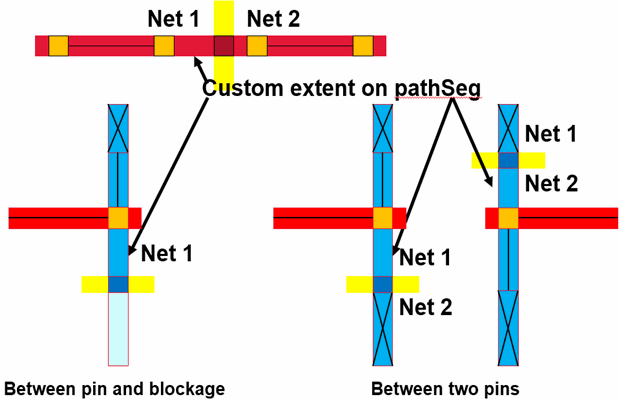 Net 1 Net 2
Custom extent on pathSeg
Net 1
Net 2
Net 1
Net 1
Net 2
Between pin and blockage
Between two pins